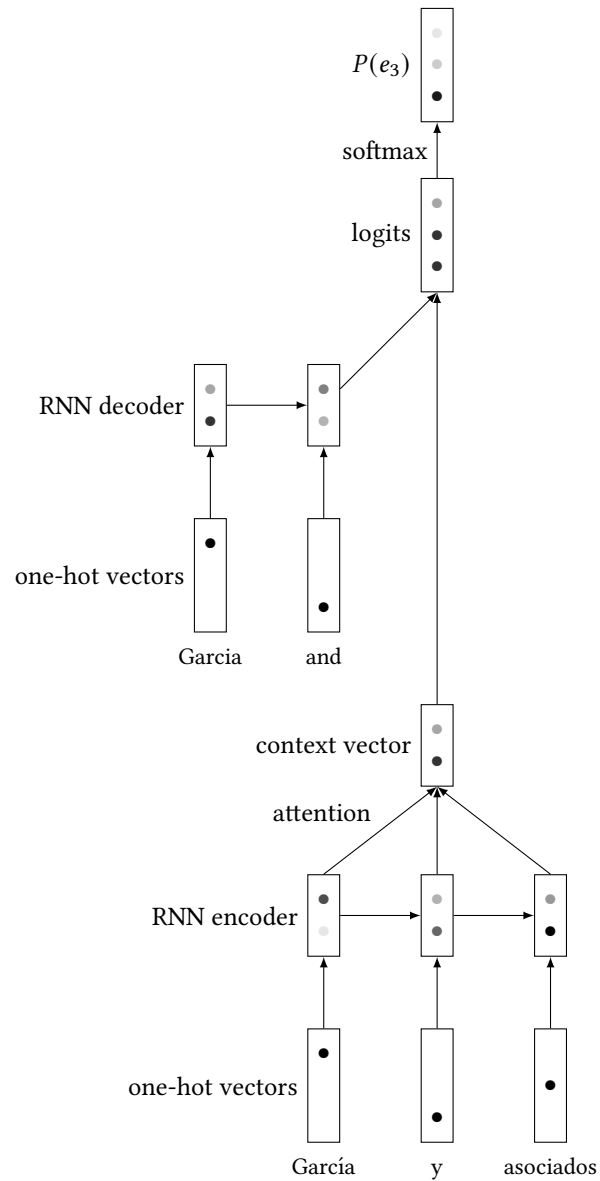 P(e₃)
softmax
logits
RNN decoder
one-hot vectors
Garcia and
context vector
attention
RNN encoder
one-hot vectors
García y asociados